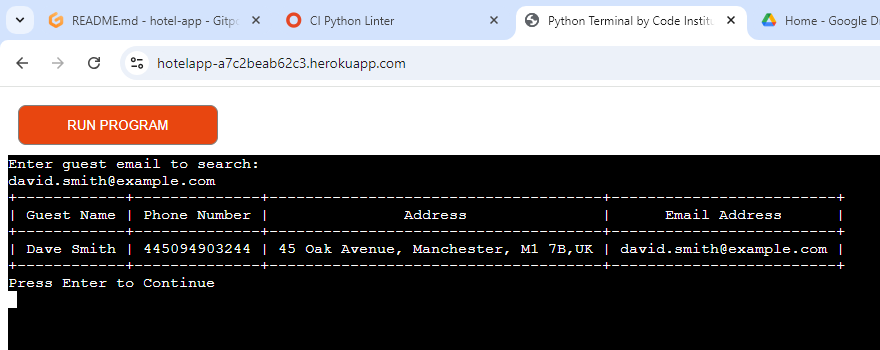 README.md - hotel-app - Gitpo
CI Python Linter
Python Terminal by Code Institu
Home - Google Dr
hotelapp-a7c2beab62c3.herokuapp.com
RUN PROGRAM
Enter guest email to search:
david.smith@example.com
+------------+--------------+---------------------------------------+-------------------------+
| Guest Name | Phone Number |                Address                |      Email Address      |
+------------+--------------+---------------------------------------+-------------------------+
| Dave Smith | 445094903244 | 45 Oak Avenue, Manchester, M1 7B,UK | david.smith@example.com |
+------------+--------------+---------------------------------------+-------------------------+
Press Enter to Continue